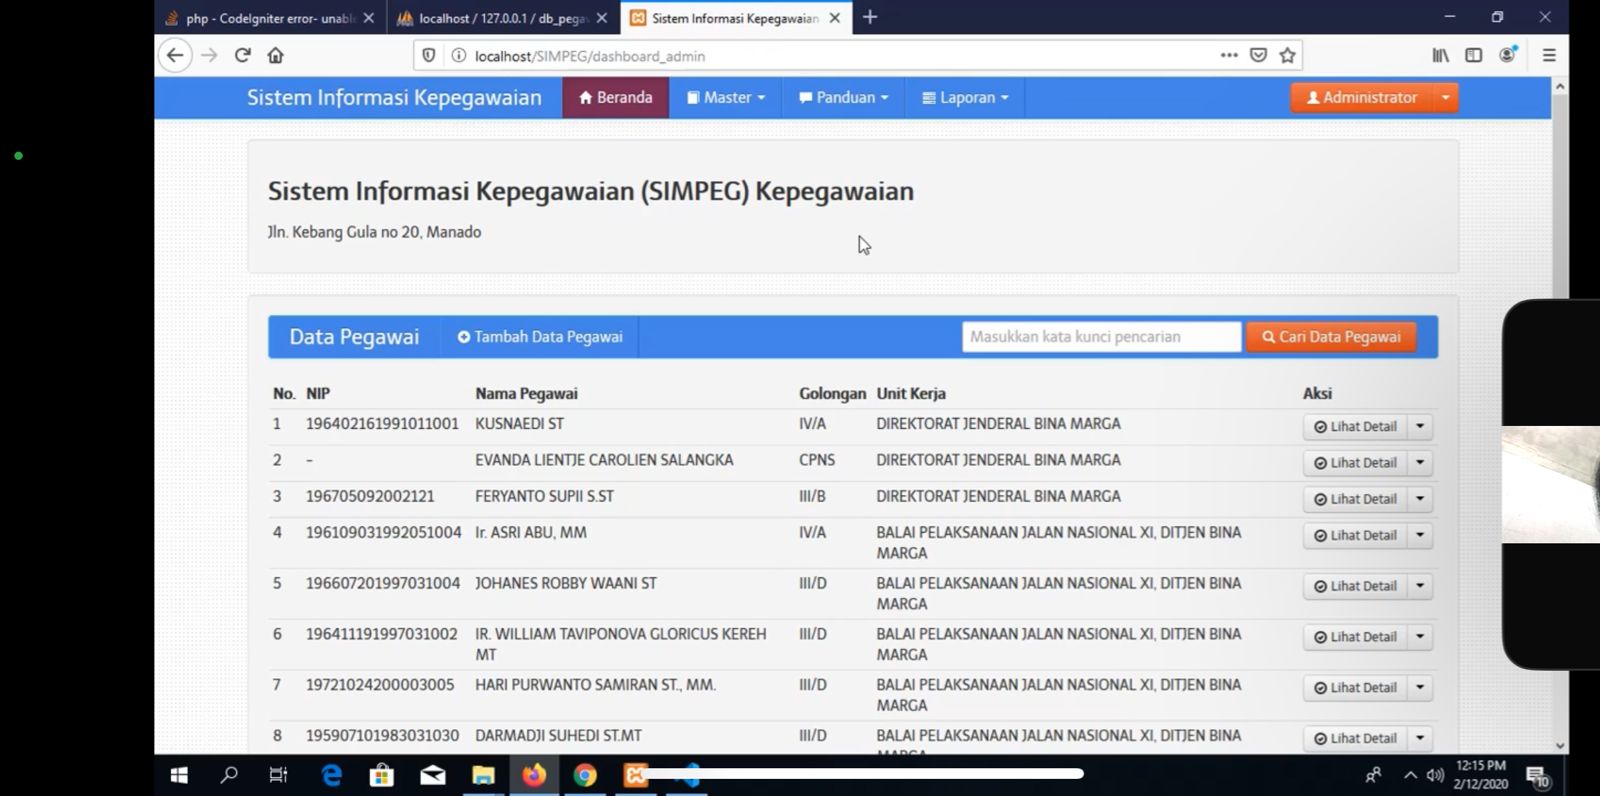 php - CodeIgniter error- unabl
localhost / 127.0.0.1 / db_pega
Sistem Informasi Kepegawaian
localhost/SIMPEG/dashboard_admin
Sistem Informasi Kepegawaian
Beranda
Master
Panduan
Laporan
Administrator
Sistem Informasi Kepegawaian (SIMPEG) Kepegawaian
Jln. Kebang Gula no 20, Manado
Data Pegawai
Tambah Data Pegawai
Masukkan kata kunci pencarian
Cari Data Pegawai
No. NIP Nama Pegawai Golongan Unit Kerja Aksi
1 196402161991011001 KUSNAEDI ST IV/A DIREKTORAT JENDERAL BINA MARGA Lihat Detail
2 - EVANDA LIENTJE CAROLIEN SALANGKA CPNS DIREKTORAT JENDERAL BINA MARGA Lihat Detail
3 196705092002121 FERYANTO SUPII S.ST III/B DIREKTORAT JENDERAL BINA MARGA Lihat Detail
4 196109031992051004 Ir. ASRI ABU, MM IV/A BALAI PELAKSANAAN JALAN NASIONAL XI, DITJEN BINA Lihat Detail
MARGA
5 196607201997031004 JOHANES ROBBY WAANI ST III/D BALAI PELAKSANAAN JALAN NASIONAL XI, DITJEN BINA Lihat Detail
MARGA
6 196411191997031002 IR. WILLIAM TAVIPONOVA GLORICUS KEREH III/D BALAI PELAKSANAAN JALAN NASIONAL XI, DITJEN BINA Lihat Detail
MT MARGA
7 19721024200003005 HARI PURWANTO SAMIRAN ST., MM. III/D BALAI PELAKSANAAN JALAN NASIONAL XI, DITJEN BINA Lihat Detail
MARGA
8 195907101983031030 DARMADJI SUHEDI ST.MT III/D BALAI PELAKSANAAN JALAN NASIONAL XI, DITJEN BINA Lihat Detail
MARGA
12:15 PM
2/12/2020
10